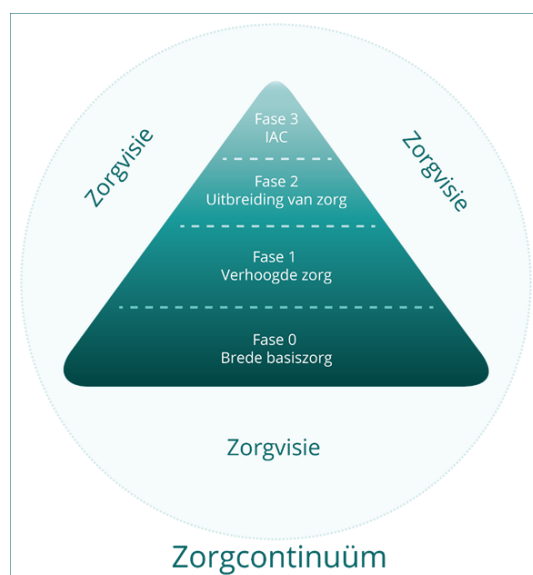 Zorgvisie
Zorgvisie
Fase 3
IAC
Fase 2
Uitbreiding van zorg
Fase 1
Verhoogde zorg
Fase 0
Brede basiszorg
Zorgvisie
Zorgcontinuüm